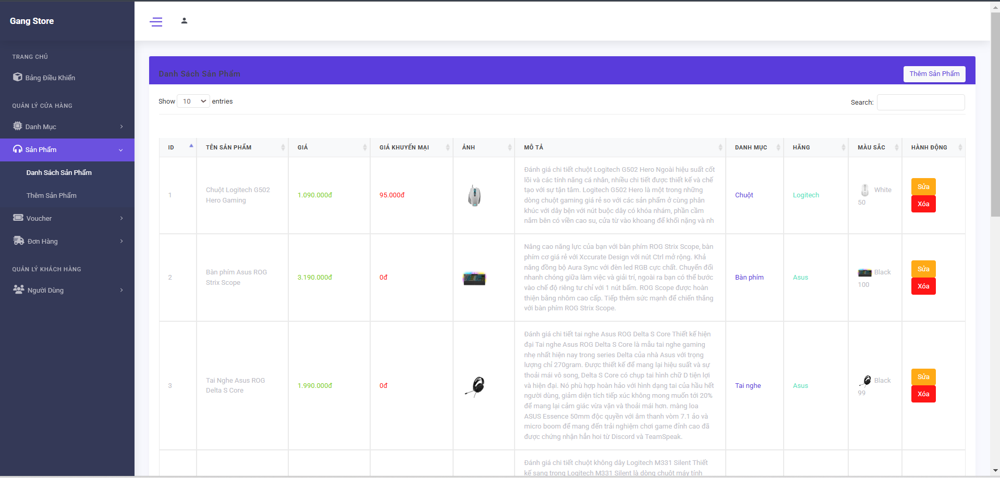 Gang Store
TRANG CHỦ
Bảng Điều Khiển
QUẢN LÝ CỬA HÀNG
Danh Mục
Sản Phẩm
Danh Sách Sản Phẩm
Thêm Sản Phẩm
Voucher
Đơn Hàng
QUẢN LÝ KHÁCH HÀNG
Người Dùng
Danh Sách Sản Phẩm
Thêm Sản Phẩm
Show 10 entries
Search:
ID TÊN SẢN PHẨM GIÁ GIÁ KHUYẾN MẠI ẢNH MÔ TẢ DANH MỤC HÃNG MÀU SẮC HÀNH ĐỘNG
1
Chuột Logitech G502
Hero Gaming
1.090.000đ
95.000đ
Đánh giá chi tiết chuột Logitech G502 Hero Ngoài hiệu suất cốt
lõi và các tính năng cá nhân, nhiều chi tiết được thiết kế và chế
tạo với sự tận tâm. Logitech G502 Hero là một trong những
dòng chuột gaming giá rẻ so với các sản phẩm ở cùng phân
khúc với dây bện với nút buộc dây có khóa nhám, phần cầm
nắm bên có viền cao su, cửa từ vào khoang để khối nặng và nh
Chuột
Logitech
White
50
Sửa
Xóa
2
Bàn phím Asus ROG
Strix Scope
3.190.000đ
0đ
Nâng cao năng lực của bạn với bàn phím ROG Strix Scope, bàn
phím cơ giá rẻ với Xccurate Design với nút Ctrl mở rộng. Khả
năng đồng bộ Aura Sync với đèn led RGB cực chất. Chuyển đổi
nhanh chóng giữa làm việc và giải trí, ngoài ra bạn có thể bước
vào chế độ riêng tư chỉ với 1 nút bấm. ROG Scope được hoàn
thiện bằng nhôm cao cấp. Tiếp thêm sức mạnh để chiến thắng
với bàn phím ROG Strix Scope.
Bàn phím
Asus
Black
100
Sửa
Xóa
3
Tai Nghe Asus ROG
Delta S Core
1.990.000đ
0đ
Đánh giá chi tiết tai nghe Asus ROG Delta S Core Thiết kế hiện
đại Tai nghe Asus ROG Delta S Core là mẫu tai nghe gaming
nhẹ nhất hiện nay trong series Delta của nhà Asus với trọng
lượng chỉ 270gram. Được thiết kế để mang lại hiệu suất và sự
thoải mái vô song, Delta S Core có chụp tai hình chữ D tiện lợi
và hiện đại. Nó phù hợp hoàn hảo với hình dạng tai của hầu hết
người dùng, giảm diện tích tiếp xúc không mong muốn tới 20%
để mang lại cảm giác vừa vặn và thoải mái hơn. màng loa
ASUS Essence 50mm độc quyền với âm thanh vòm 7.1 ảo và
micro boom để mang đến trải nghiệm chơi game đỉnh cao đã
được chứng nhận hẳn hoi từ Discord và TeamSpeak.
Tai nghe
Asus
Black
99
Sửa
Xóa
Đánh giá chi tiết chuột không dây Logitech M331 Silent Thiết
kế sang trọng Logitech M331 Silent là dòng chuột máy tính